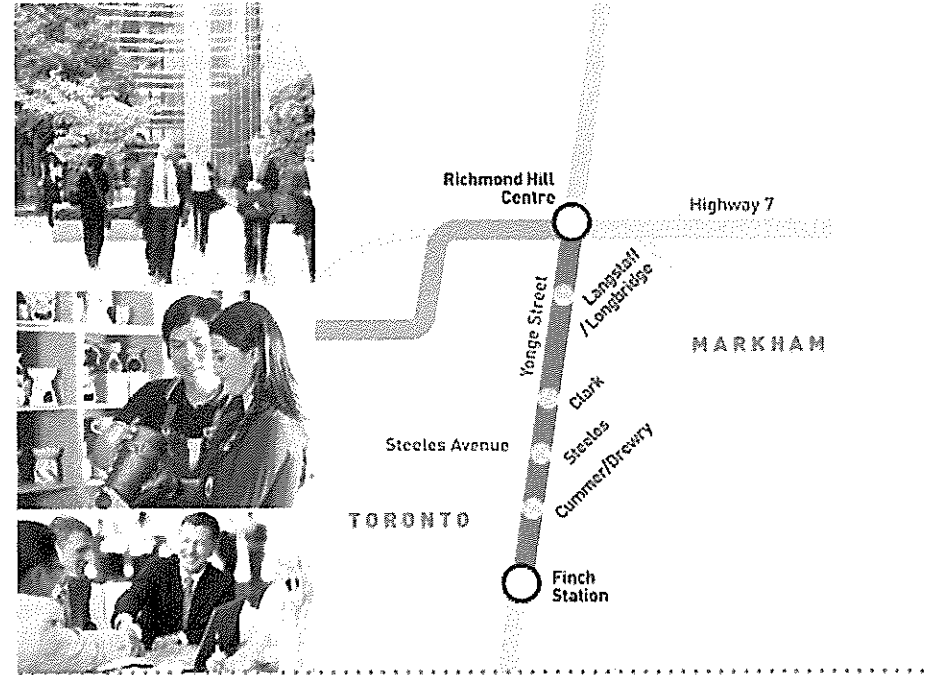 Richmond Hill
Centre
Highway 7
Langstaff
/Longbridge
Yonge Street
MARKHAM
Clark
Steeles Avenue
Steeles
Cummer/Drewry
TORONTO
Finch
Station